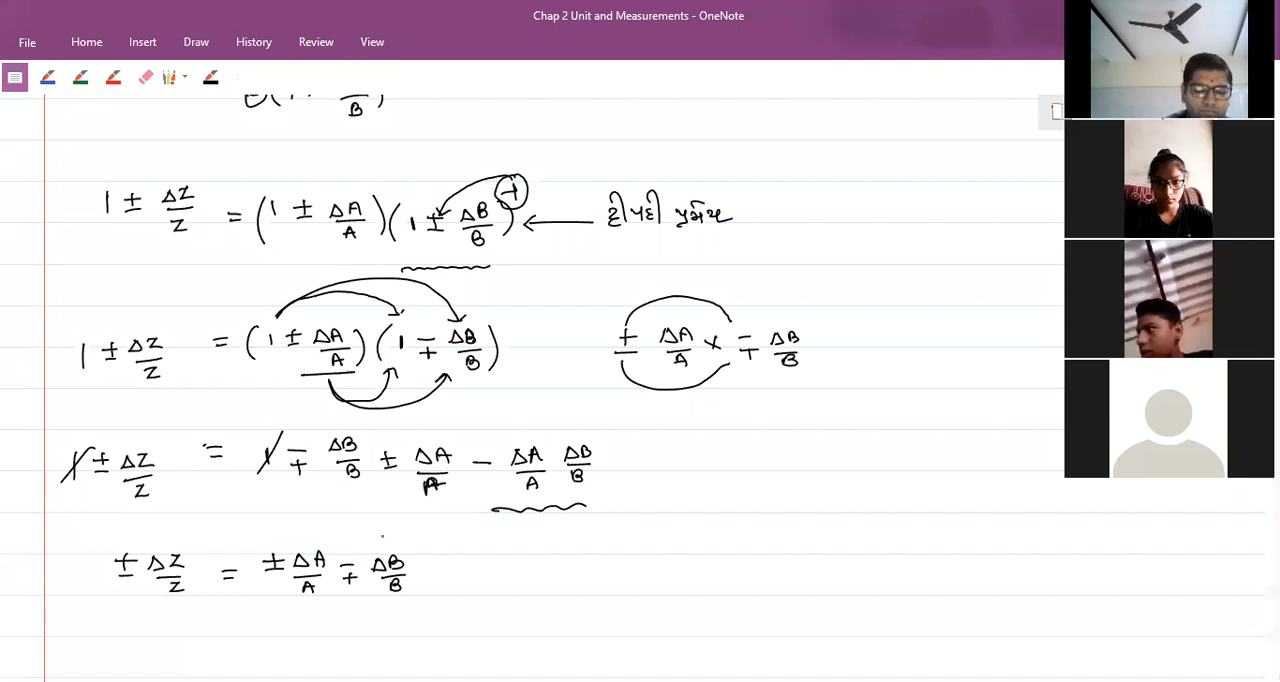 Chap 2 Unit and Measurements - OneNote
File Home Insert Draw History Review View
B
1 ± ΔZ/Z = (1 ± ΔA/A)(1 ± ΔB/B)⁻¹ ←
1 ± ΔZ/Z = (1 ± ΔA/A)(1 ∓ ΔB/B) ± ΔA/A × ∓ ΔB/B
1 ± ΔZ/Z = 1 ∓ ΔB/B ± ΔA/A − ΔA/A ΔB/B
± ΔZ/Z = ± ΔA/A ∓ ΔB/B